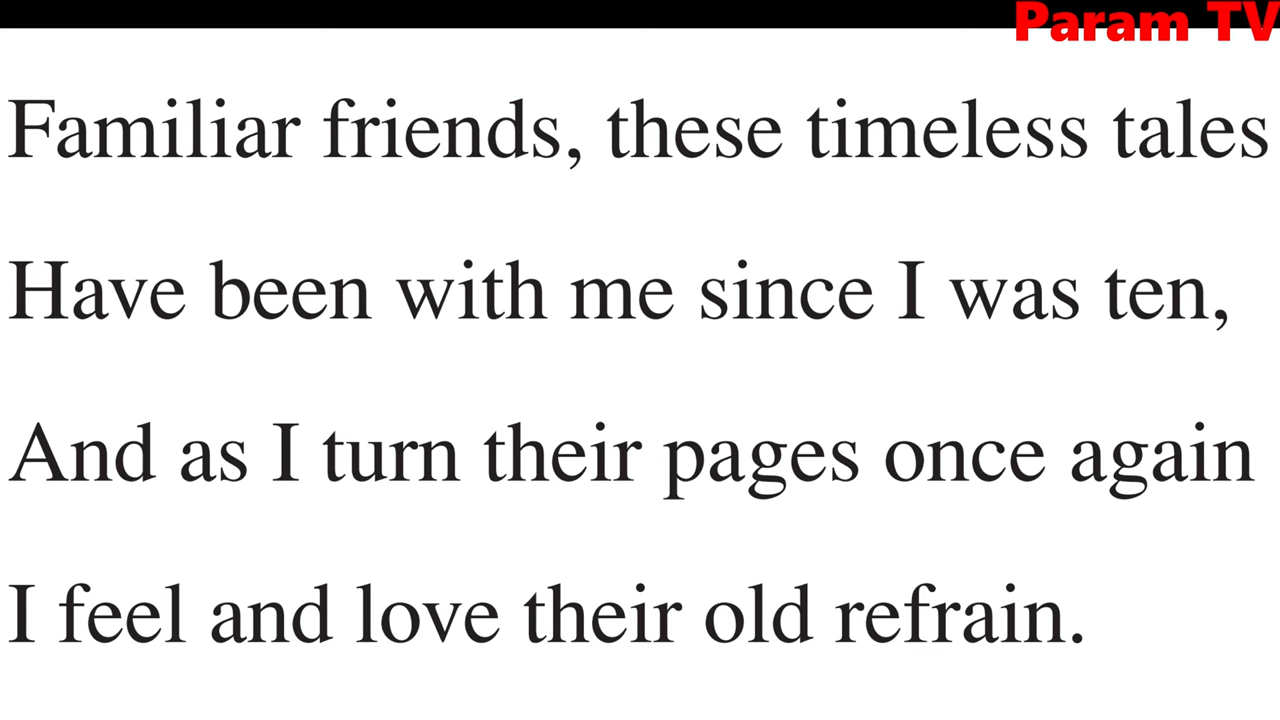 Param TV
Familiar friends, these timeless tales
Have been with me since I was ten,
And as I turn their pages once again
I feel and love their old refrain.